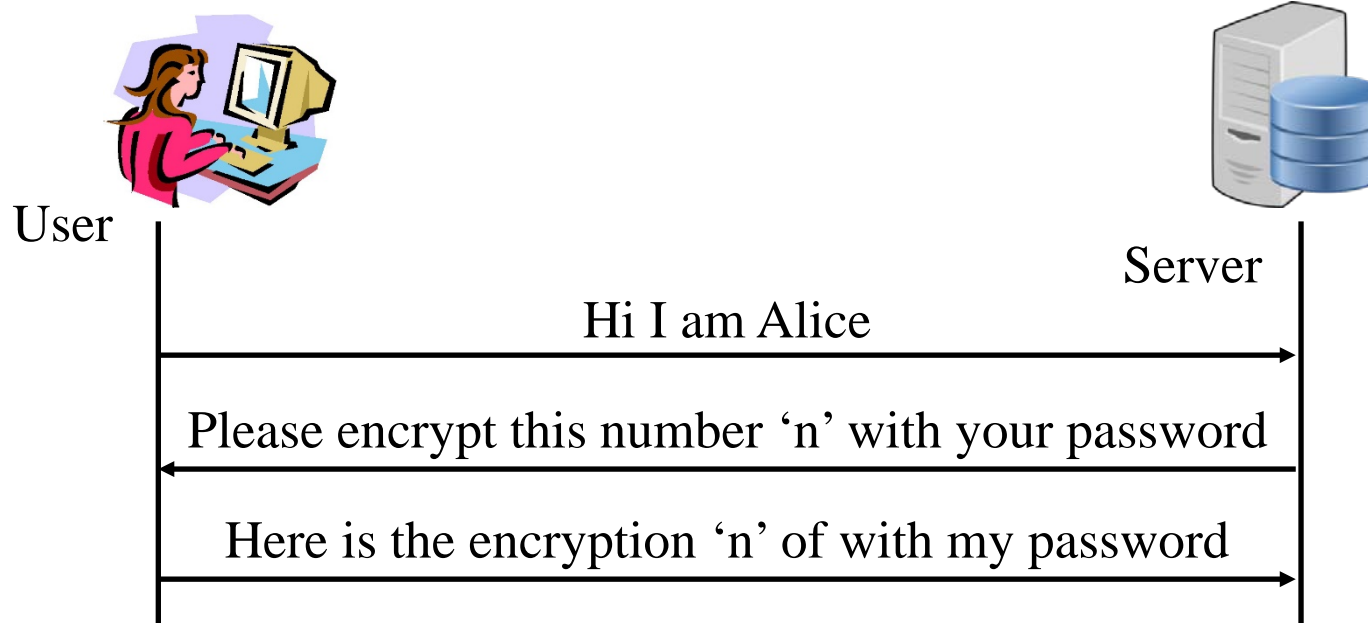 User
Server
Hi I am Alice
Please encrypt this number ‘n’ with your password
Here is the encryption ‘n’ of with my password